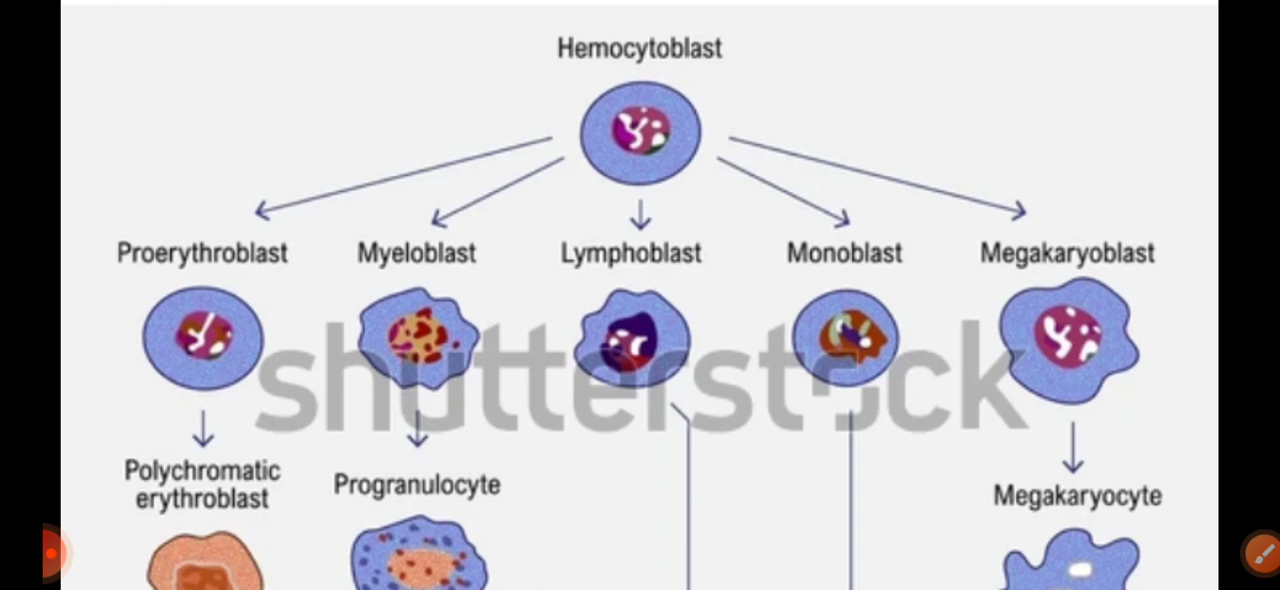 Hemocytoblast
Proerythroblast
Myeloblast
Lymphoblast
Monoblast
Megakaryoblast
shutterstock
Polychromatic
erythroblast
Progranulocyte
Megakaryocyte